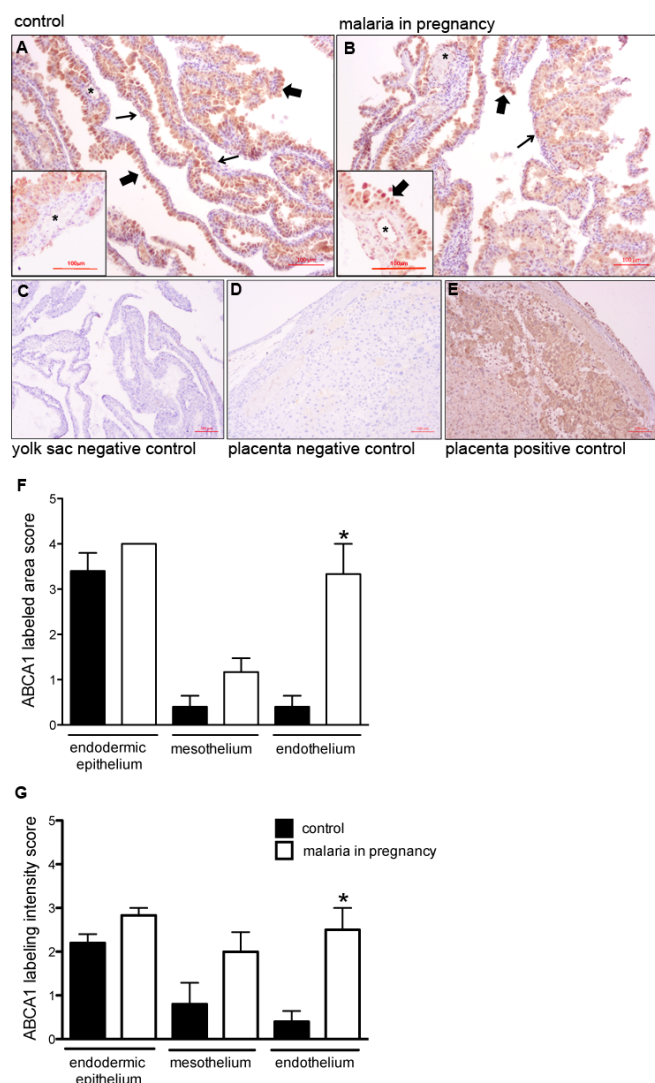 control
malaria in pregnancy
A
B
*
*
*
*
100µm
100µm
100µm
100µm
C
D
E
yolk sac negative control
placenta negative control
placenta positive control
F
ABCA1 labeled area score
5
4
3
2
1
0
*
endodermic
epithelium
mesothelium
endothelium
G
ABCA1 labeling intensity score
5
4
3
2
1
0
control
malaria in pregnancy
*
endodermic
epithelium
mesothelium
endothelium